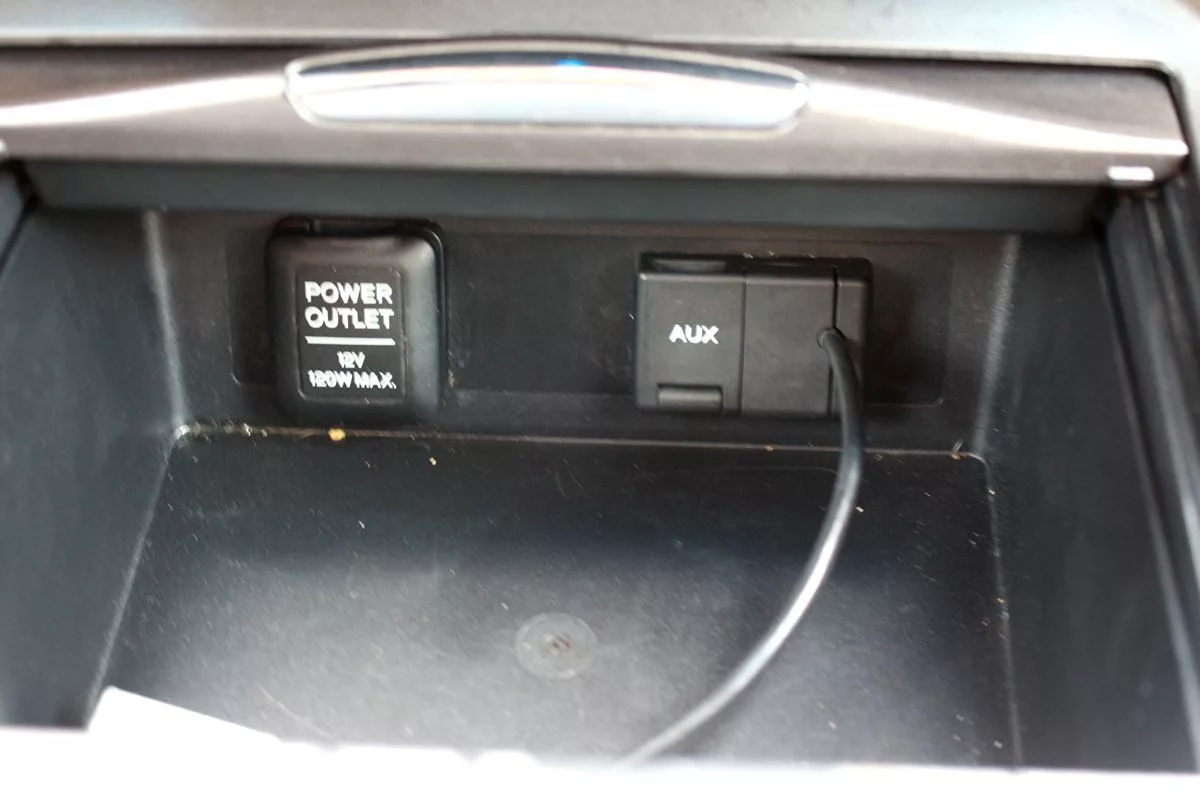 POWER
OUTLET
12V
120W MAX.
AUX